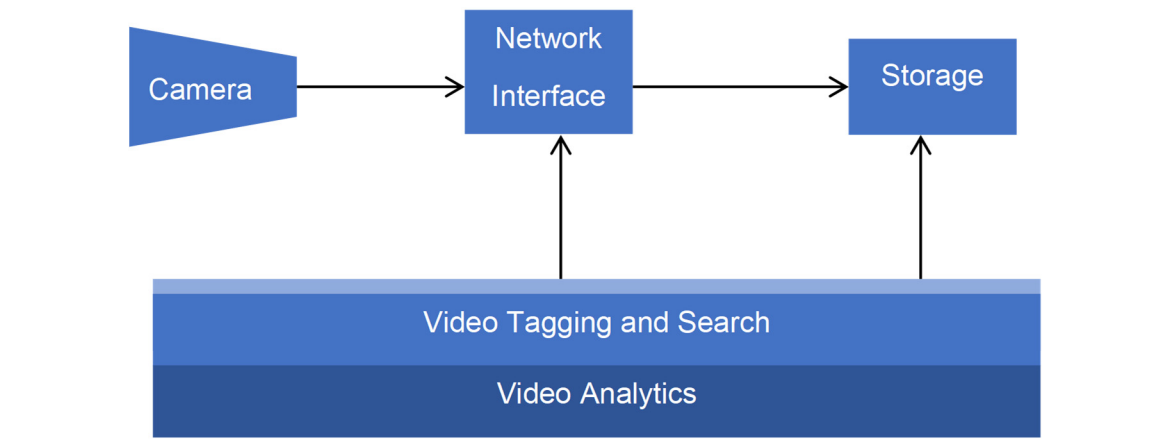 Camera
Network
Interface
Storage
Video Tagging and Search
Video Analytics